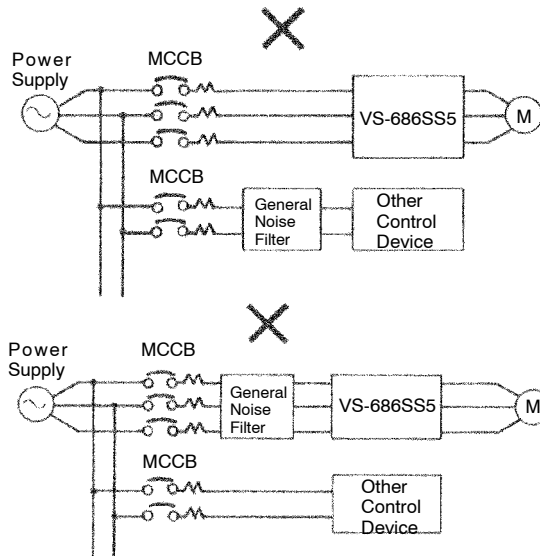 Power
Supply
MCCB
VS-686SS5
M
MCCB
General
Noise
Filter
Other
Control
Device
Power
Supply
MCCB
General
Noise
Filter
VS-686SS5
M
MCCB
Other
Control
Device